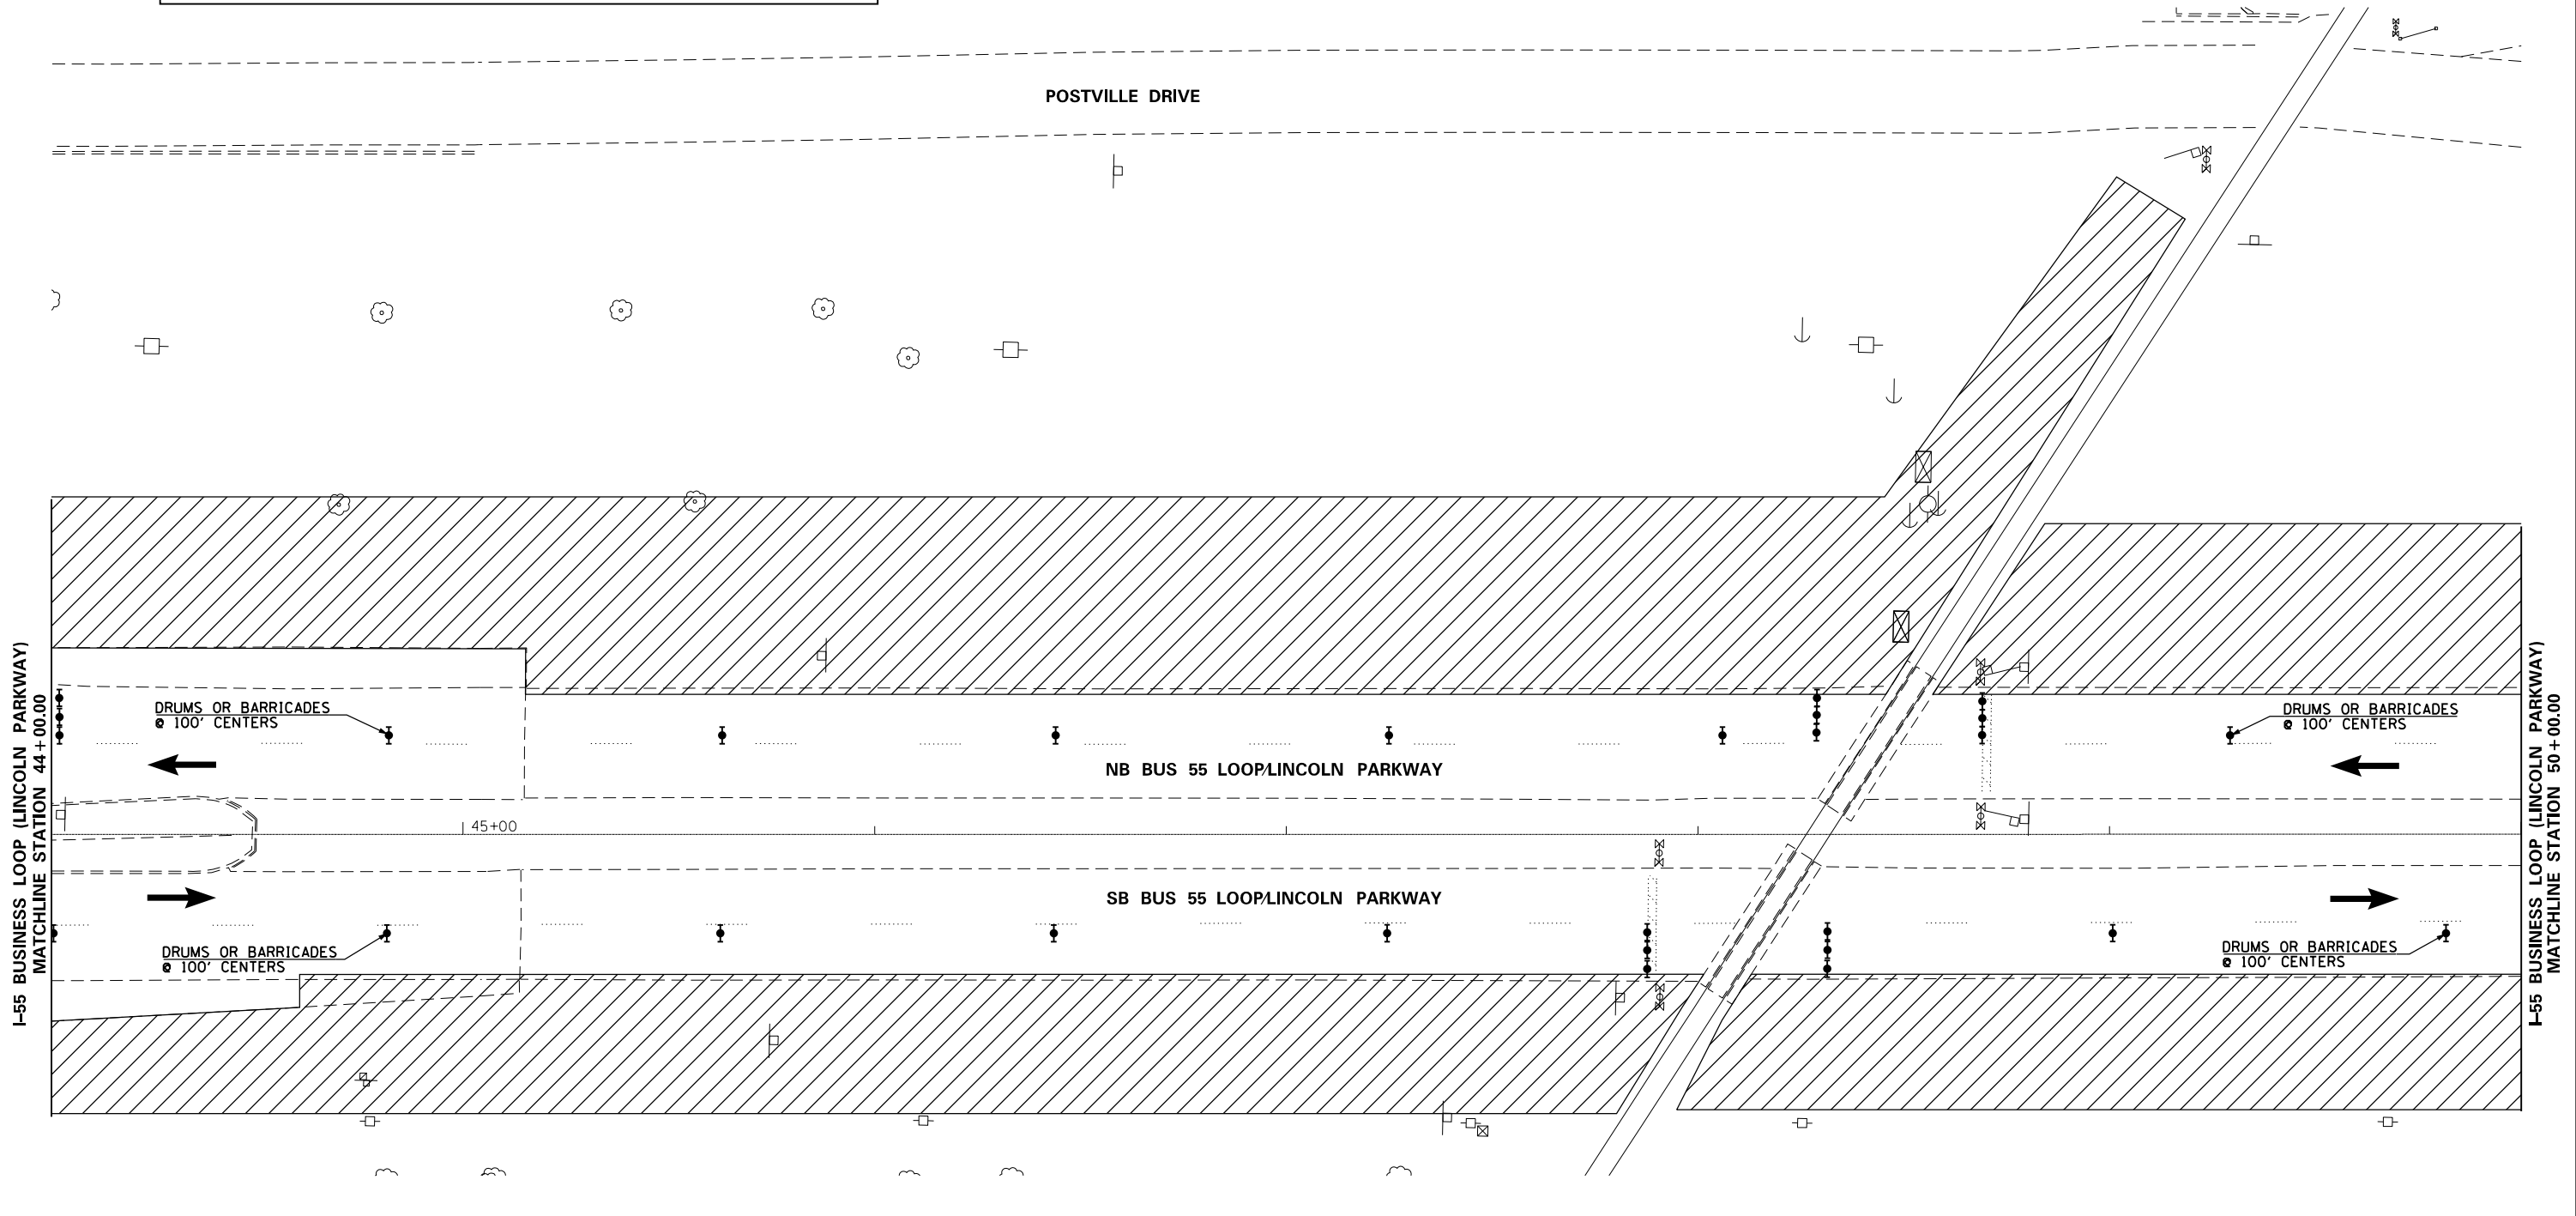 POSTVILLE DRIVE
I-55 BUSINESS LOOP (LINCOLN PARKWAY)
MATCHLINE STATION 44+00.00
DRUMS OR BARRICADES
@ 100' CENTERS
NB BUS 55 LOOP/LINCOLN PARKWAY
DRUMS OR BARRICADES
@ 100' CENTERS
45+00
SB BUS 55 LOOP/LINCOLN PARKWAY
DRUMS OR BARRICADES
@ 100' CENTERS
DRUMS OR BARRICADES
@ 100' CENTERS
I-55 BUSINESS LOOP (LINCOLN PARKWAY)
MATCHLINE STATION 50+00.00